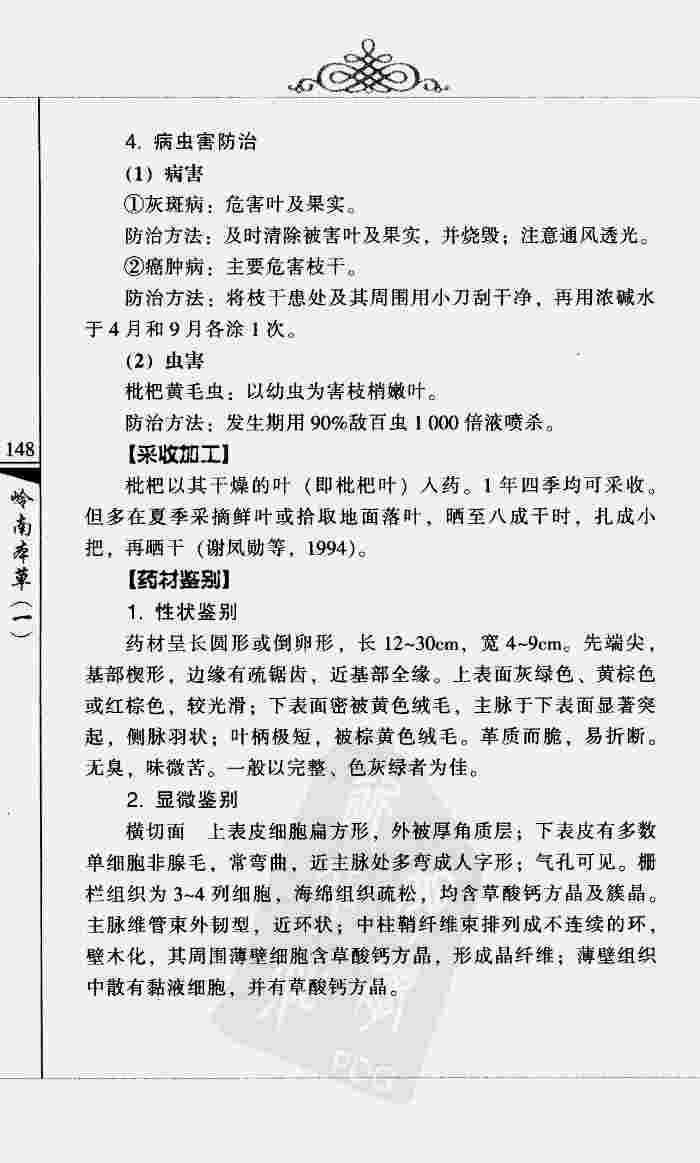 4. 病虫害防治
(1) 病害
①灰斑病：危害叶及果实。
防治方法：及时清除被害叶及果实，并烧毁；注意通风透光。
②癌肿病：主要危害枝干。
防治方法：将枝干患处及其周围用小刀刮干净，再用浓碱水
于 4 月和 9 月各涂 1 次。
(2) 虫害
枇杷黄毛虫：以幼虫为害枝梢嫩叶。
防治方法：发生期用 90%敌百虫 1 000 倍液喷杀。
【采收加工】
枇杷以其干燥的叶（即枇杷叶）入药。1 年四季均可采收。
但多在夏季采摘鲜叶或拾取地面落叶，晒至八成干时，扎成小
把，再晒干（谢凤勋等，1994）。
【药材鉴别】
1. 性状鉴别
药材呈长圆形或倒卵形，长 12~30cm，宽 4~9cm。先端尖，
基部楔形，边缘有疏锯齿，近基部全缘。上表面灰绿色、黄棕色
或红棕色，较光滑；下表面密被黄色绒毛，主脉于下表面显著突
起，侧脉羽状；叶柄极短，被棕黄色绒毛。革质而脆，易折断。
无臭，味微苦。一般以完整、色灰绿者为佳。
2. 显微鉴别
横切面　上表皮细胞扁方形，外被厚角质层；下表皮有多数
单细胞非腺毛，常弯曲，近主脉处多弯成人字形；气孔可见。栅
栏组织为 3~4 列细胞，海绵组织疏松，均含草酸钙方晶及簇晶。
主脉维管束外韧型，近环状；中柱鞘纤维束排列成不连续的环，
壁木化，其周围薄壁细胞含草酸钙方晶，形成晶纤维；薄壁组织
中散有黏液细胞，并有草酸钙方晶。
148
岭南本草（一）
PDG